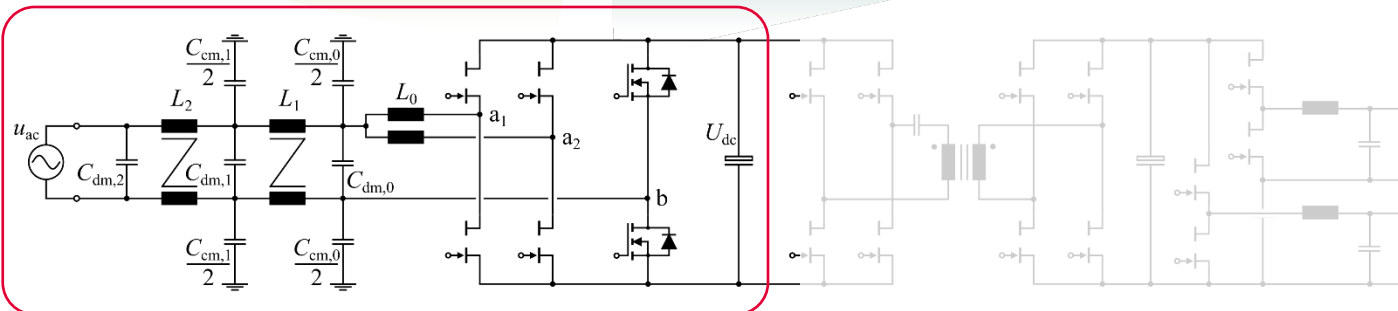 C_cm,1
2
C_cm,0
2
L_2
L_1
L_0
u_ac
a_1
a_2
U_dc
C_dm,2
C_dm,1
C_dm,0
b
C_cm,1
2
C_cm,0
2